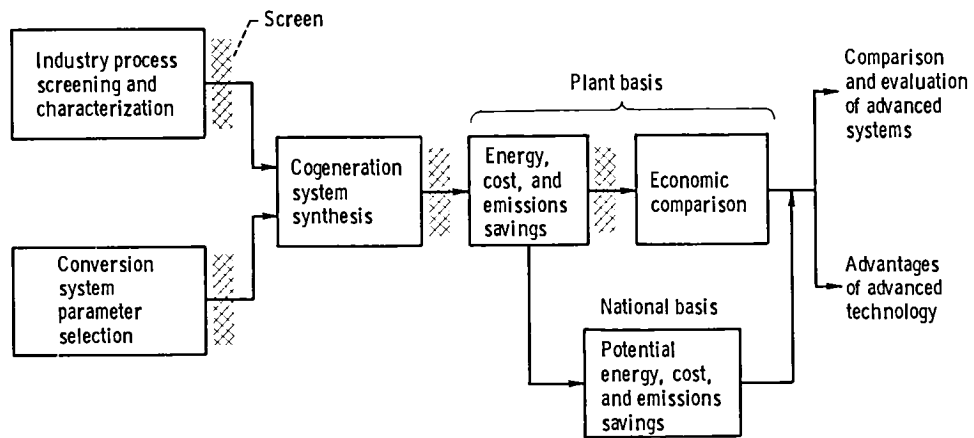 Screen
Industry process
screening and
characterization
Conversion
system
parameter
selection
Cogeneration
system
synthesis
Plant basis
Energy,
cost, and
emissions
savings
Economic
comparison
National basis
Potential
energy, cost,
and emissions
savings
Comparison
and evaluation
of advanced
systems
Advantages
of advanced
technology